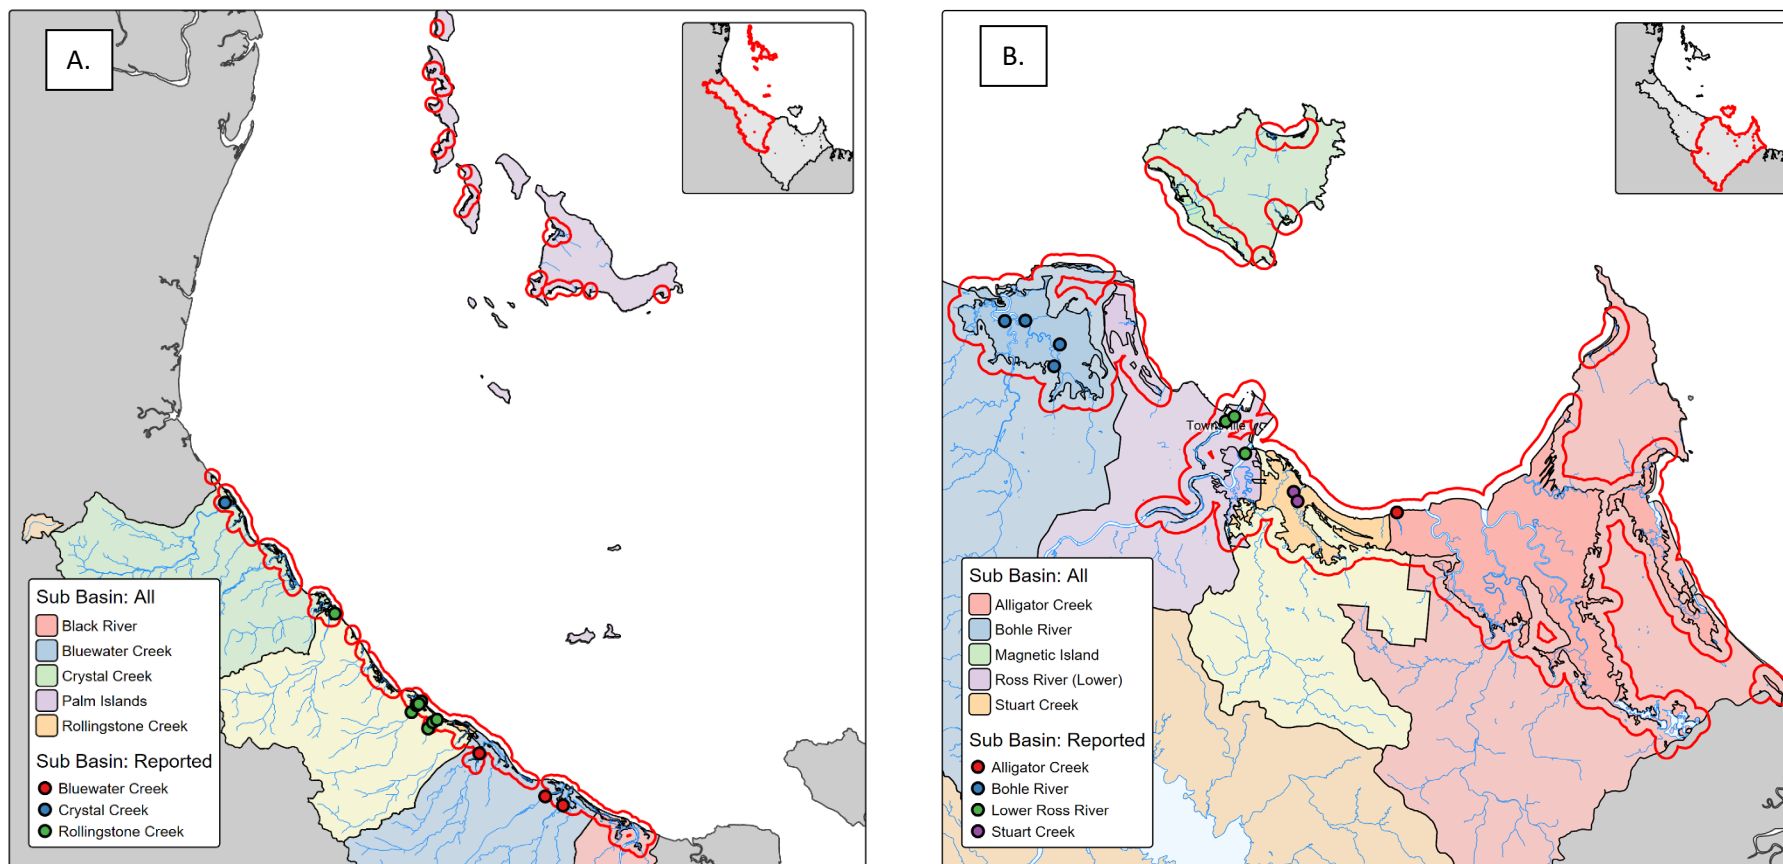 A.
Sub Basin: All
Black River
Bluewater Creek
Crystal Creek
Palm Islands
Rollingstone Creek
Sub Basin: Reported
Bluewater Creek
Crystal Creek
Rollingstone Creek
B.
Townsville
Sub Basin: All
Alligator Creek
Bohle River
Magnetic Island
Ross River (Lower)
Stuart Creek
Sub Basin: Reported
Alligator Creek
Bohle River
Lower Ross River
Stuart Creek